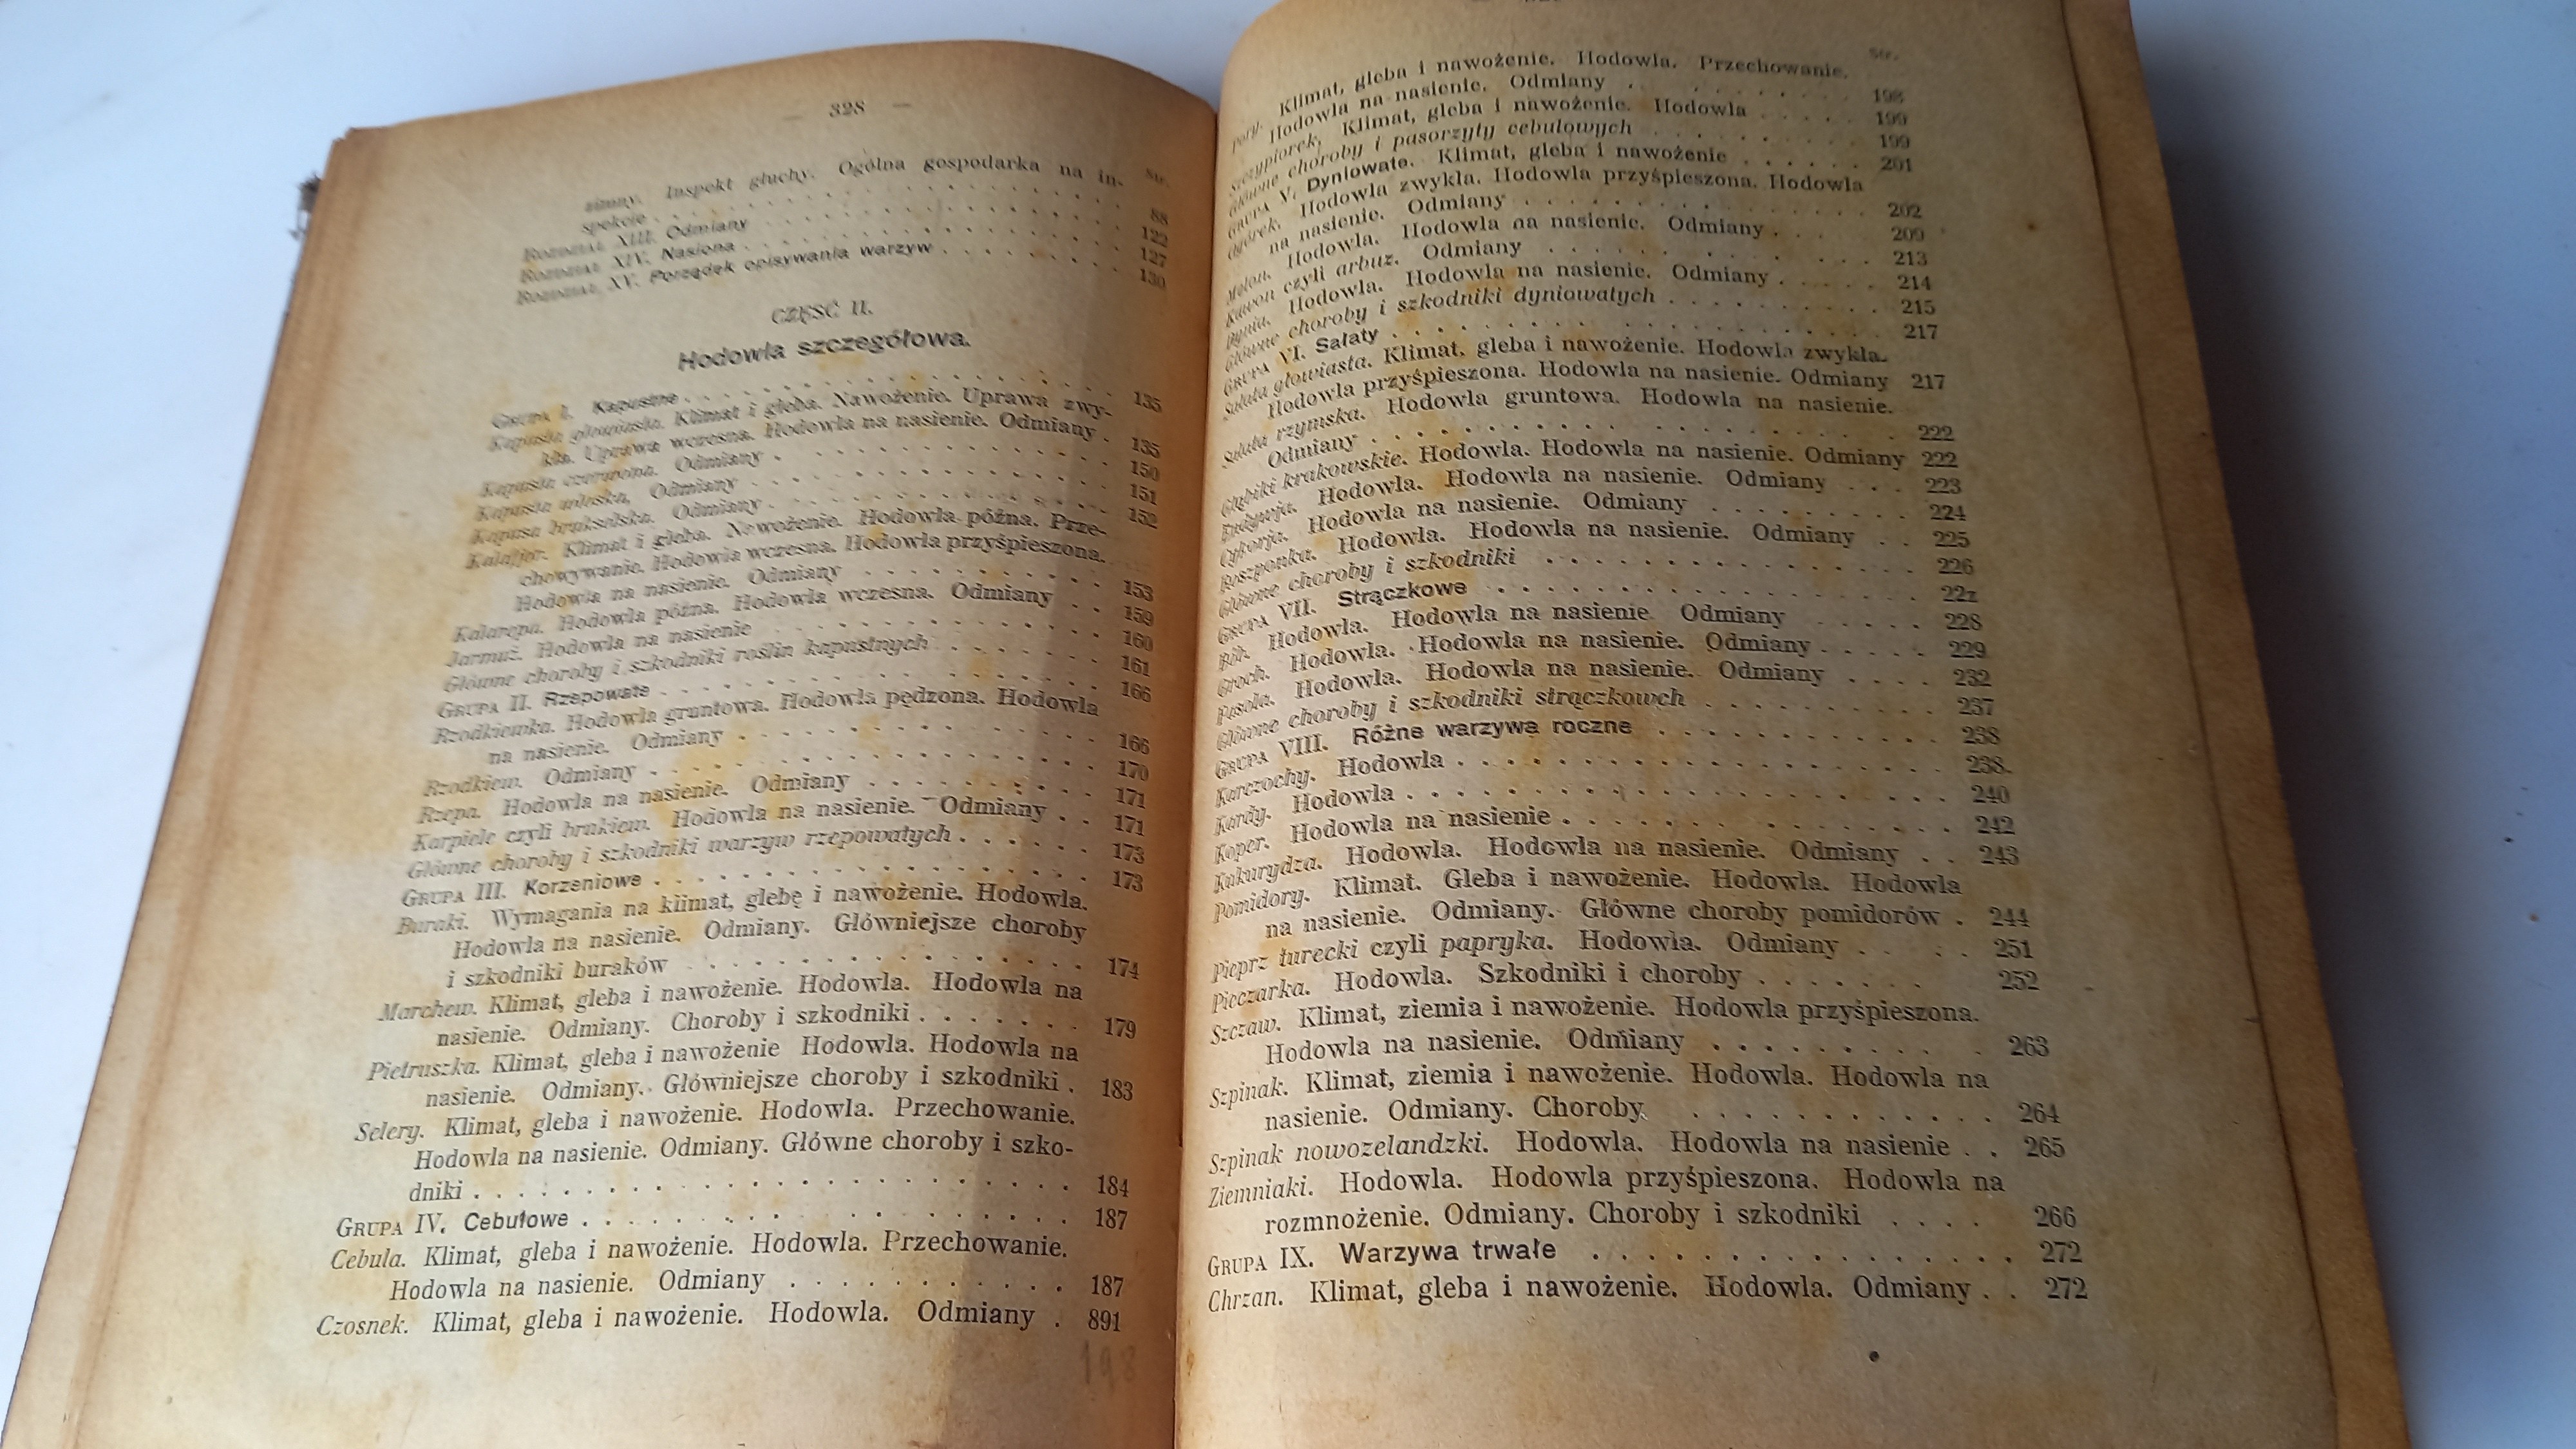 — 328 —
Str.
zimny. Inspekt głuchy. Ogólna gospodarka na in-
spekcie . . . . . . . . . . . . . . . 88
ROZDZIAŁ XIII. Odmiany . . . . . . . . . . . . 122
ROZDZIAŁ XIV. Nasiona . . . . . . . . . . . . 127
ROZDZIAŁ XV. Porządek opisywania warzyw . . . . . . . 130
CZĘŚĆ II.
Hodowla szczegółowa.
GRUPA I. Kapustne . . . . . . . . . . . . . . 135
Kapusta głowiasta. Klimat i gleba. Nawożenie. Uprawa zwy-
kła. Uprawa wczesna. Hodowla na nasienie. Odmiany . 135
Kapusta czerwona. Odmiany . . . . . . . . . . . 150
Kapusta włoska, Odmiany . . . . . . . . . . . . 151
Kapusa brukselska. Odmiany . . . . . . . . . . . 152
Kalafjor. Klimat i gleba. Nawożenie. Hodowla późna. Prze-
chowywanie. Hodowla wczesna. Hodowla przyśpieszona.
Hodowla na nasienie. Odmiany . . . . . . . . . 153
Kalarepa. Hodowla późna. Hodowla wczesna. Odmiany . . 159
Jarmuż. Hodowla na nasienie . . . . . . . . . . . 160
Główne choroby i szkodniki roślin kapustnych . . . . . . 161
GRUPA II. Rzepowate . . . . . . . . . . . . . . 166
Rzodkiewka. Hodowla gruntowa. Hodowla pędzona. Hodowla
na nasienie. Odmiany . . . . . . . . . . . . 166
Rzodkiew. Odmiany . . . . . . . . . . . . . . 170
Rzepa. Hodowla na nasienie. Odmiany . . . . . . . . 171
Karpiele czyli brukiew. Hodowla na nasienie. Odmiany . . 171
Główne choroby i szkodniki warzyw rzepowatych . . . . . 173
GRUPA III. Korzeniowe . . . . . . . . . . . . . 173
Buraki. Wymagania na klimat, glebę i nawożenie. Hodowla.
Hodowla na nasienie. Odmiany. Główniejsze choroby
i szkodniki buraków . . . . . . . . . . . . . 174
Marchew. Klimat, gleba i nawożenie. Hodowla. Hodowla na
nasienie. Odmiany. Choroby i szkodniki . . . . . . 179
Pietruszka. Klimat, gleba i nawożenie Hodowla. Hodowla na
nasienie. Odmiany. Główniejsze choroby i szkodniki . 183
Selery. Klimat, gleba i nawożenie. Hodowla. Przechowanie.
Hodowla na nasienie. Odmiany. Główne choroby i szko-
dniki . . . . . . . . . . . . . . . . . . 184
GRUPA IV. Cebulowe . . . . . . . . . . . . . . 187
Cebula. Klimat, gleba i nawożenie. Hodowla. Przechowanie.
Hodowla na nasienie. Odmiany . . . . . . . . . 187
Czosnek. Klimat, gleba i nawożenie. Hodowla. Odmiany . 891
198
Str.
Pory. Klimat, gleba i nawożenie. Hodowla. Przechowanie.
Hodowla na nasienie. Odmiany . . . . . . . . . 198
Szczypiorek. Klimat, gleba i nawożenie. Hodowla . . . . . 199
Główne choroby i pasorzyty cebulowych . . . . . . . . 199
GRUPA V. Dyniowate. Klimat, gleba i nawożenie . . . . . 201
Ogórek. Hodowla zwykła. Hodowla przyśpieszona. Hodowla
na nasienie. Odmiany . . . . . . . . . . . . 202
Melon. Hodowla. Hodowla na nasienie. Odmiany . . . . 209
Kawon czyli arbuz. Odmiany . . . . . . . . . . . 213
Dynia. Hodowla. Hodowla na nasienie. Odmiany . . . . . 214
Główne choroby i szkodniki dyniowatych . . . . . . . . 215
GRUPA VI. Sałaty . . . . . . . . . . . . . . . 217
Sałata głowiasta. Klimat, gleba i nawożenie. Hodowla zwykła.
Hodowla przyśpieszona. Hodowla na nasienie. Odmiany 217
Sałata rzymska. Hodowla gruntowa. Hodowla na nasienie.
Odmiany . . . . . . . . . . . . . . . . . 222
Głąbiki krakowskie. Hodowla. Hodowla na nasienie. Odmiany 222
Endywja. Hodowla. Hodowla na nasienie. Odmiany . . . 223
Cykorja. Hodowla na nasienie. Odmiany . . . . . . . . 224
Roszponka. Hodowla. Hodowla na nasienie. Odmiany . . 225
Główne choroby i szkodniki . . . . . . . . . . . . 226
GRUPA VII. Strączkowe . . . . . . . . . . . . . 227
Bób. Hodowla. Hodowla na nasienie Odmiany . . . . . 228
Groch. Hodowla. Hodowla na nasienie. Odmiany . . . . . 229
Fasola. Hodowla. Hodowla na nasienie. Odmiany . . . . 232
Główne choroby i szkodniki strączkowch . . . . . . . . 237
GRUPA VIII. Różne warzywa roczne . . . . . . . . . 238
Karczochy. Hodowla . . . . . . . . . . . . . . 238.
Kardy. Hodowla . . . . . . . . . . . . . . . . 240
Koper. Hodowla na nasienie . . . . . . . . . . . . 242
Kukurydza. Hodowla. Hodowla na nasienie. Odmiany . . 243
Pomidory. Klimat. Gleba i nawożenie. Hodowla. Hodowla
na nasienie. Odmiany. Główne choroby pomidorów . 244
Pieprz turecki czyli papryka. Hodowla. Odmiany . . . . 251
Pieczarka. Hodowla. Szkodniki i choroby . . . . . . . 252
Szczaw. Klimat, ziemia i nawożenie. Hodowla przyśpieszona.
Hodowla na nasienie. Odmiany . . . . . . . . . 263
Szpinak. Klimat, ziemia i nawożenie. Hodowla. Hodowla na
nasienie. Odmiany. Choroby . . . . . . . . . . . 264
Szpinak nowozelandzki. Hodowla. Hodowla na nasienie . . 265
Ziemniaki. Hodowla. Hodowla przyśpieszona. Hodowla na
rozmnożenie. Odmiany. Choroby i szkodniki . . . . 266
GRUPA IX. Warzywa trwałe . . . . . . . . . . . . 272
Chrzan. Klimat, gleba i nawożenie. Hodowla. Odmiany . . 272